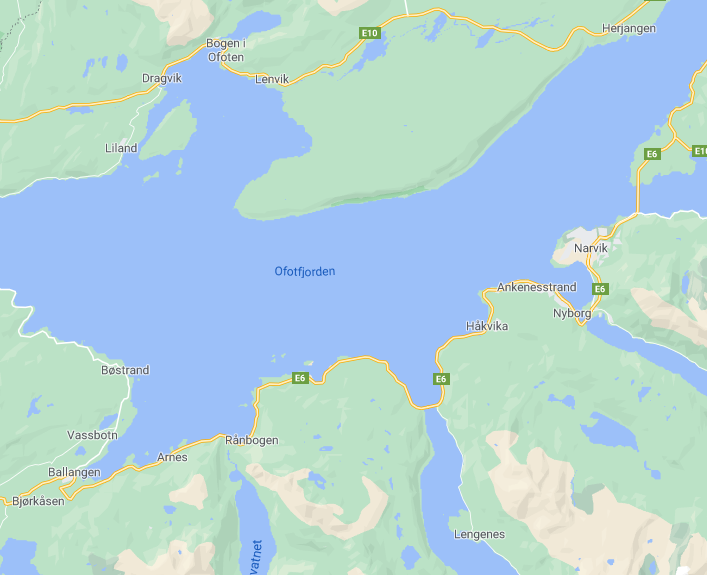 E10
Herjangen
Bogen i
Ofoten
Dragvik
Lenvik
Liland
E6
E10
Narvik
Ofotfjorden
Ankenesstrand
E6
Nyborg
Håkvika
Bøstrand
E6
E6
Vassbotn
Rånbogen
Arnes
Ballangen
Bjørkåsen
Lengenes
vatnet